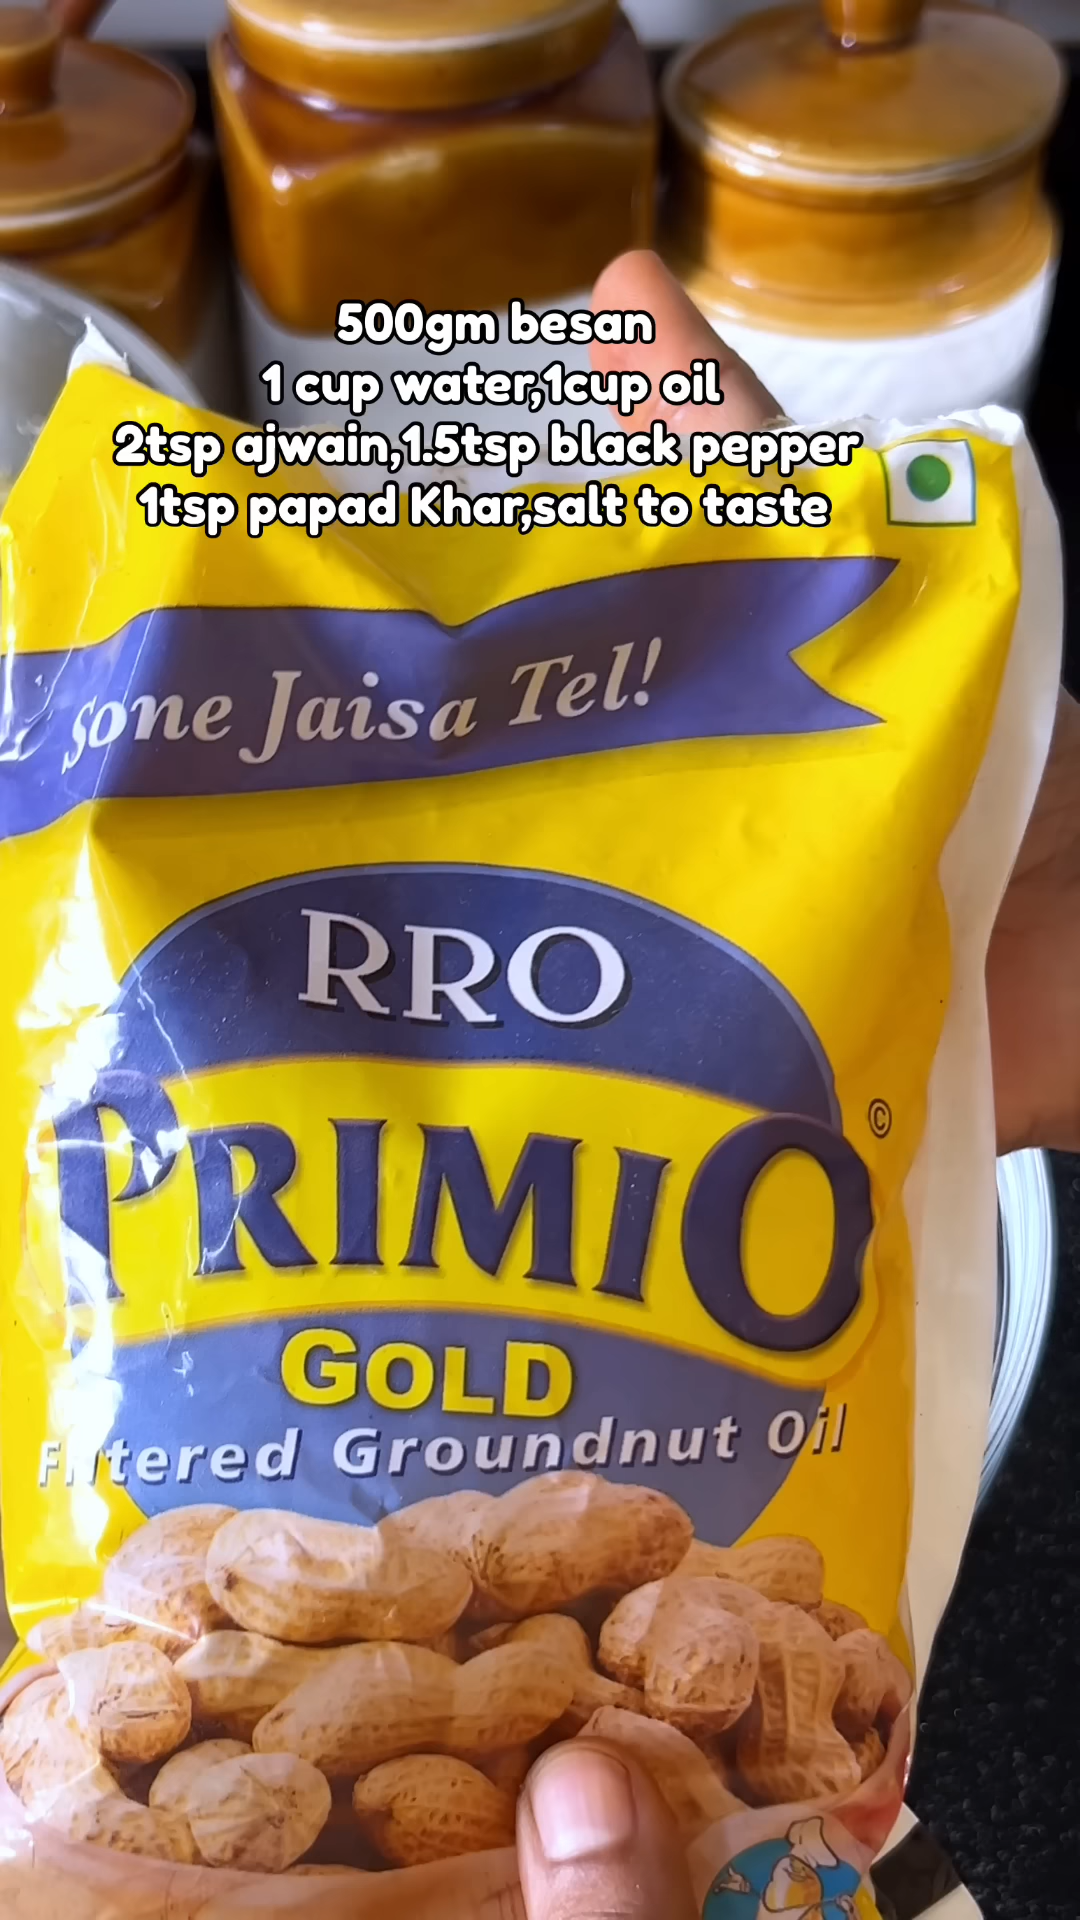 500gm besan
1 cup water,1cup oil
2tsp ajwain,1.5tsp black pepper
1tsp papad Khar,salt to taste
Sone Jaisa Tel!
RRO
PRIMIO
©
GOLD
Filtered Groundnut Oil